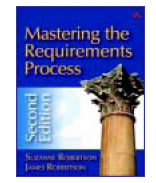 Mastering the
Requirements
Process
Second
Edition
SUZANNE ROBERTSON
JAMES ROBERTSON